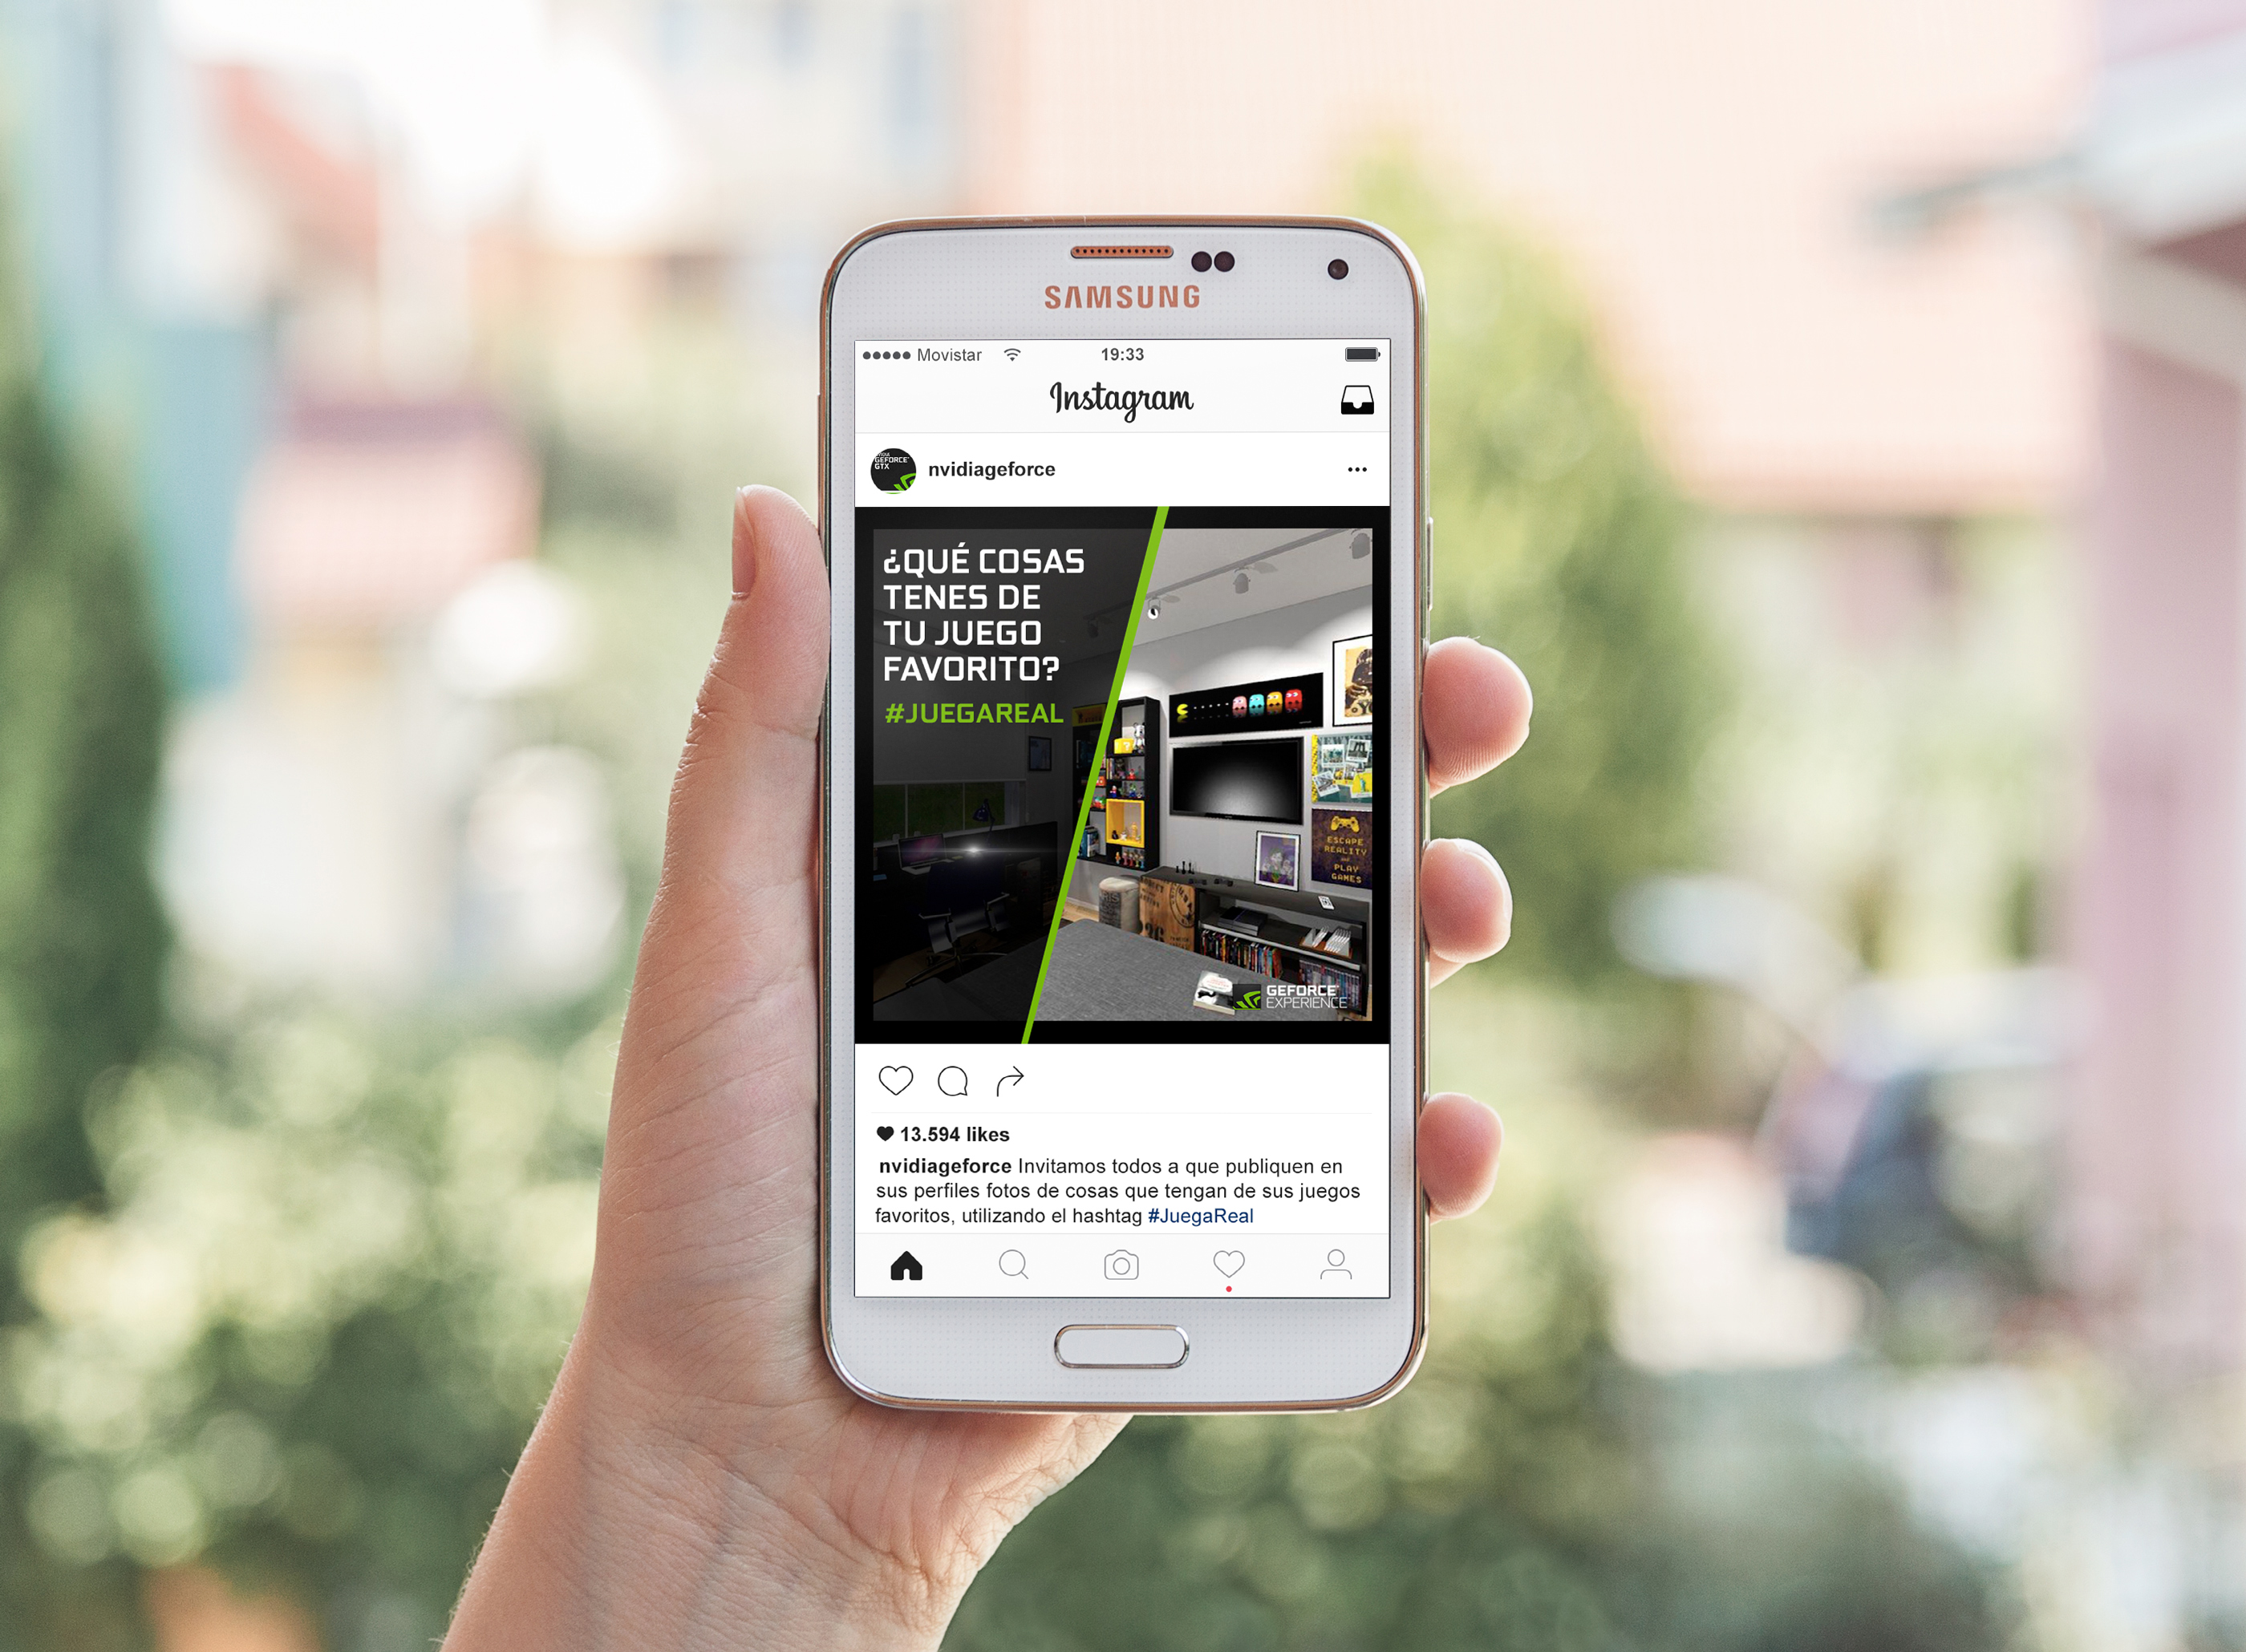 SAMSUNG
Movistar 19:33
Instagram
GEFORCE
GTX
nvidiageforce
¿QUÉ COSAS
TENES DE
TU JUEGO
FAVORITO?
#JUEGAREAL
ESCAPE
REALITY
PLAY
GAMES
GEFORCE
EXPERIENCE
13.594 likes
nvidiageforce Invitamos todos a que publiquen en
sus perfiles fotos de cosas que tengan de sus juegos
favoritos, utilizando el hashtag #JuegaReal